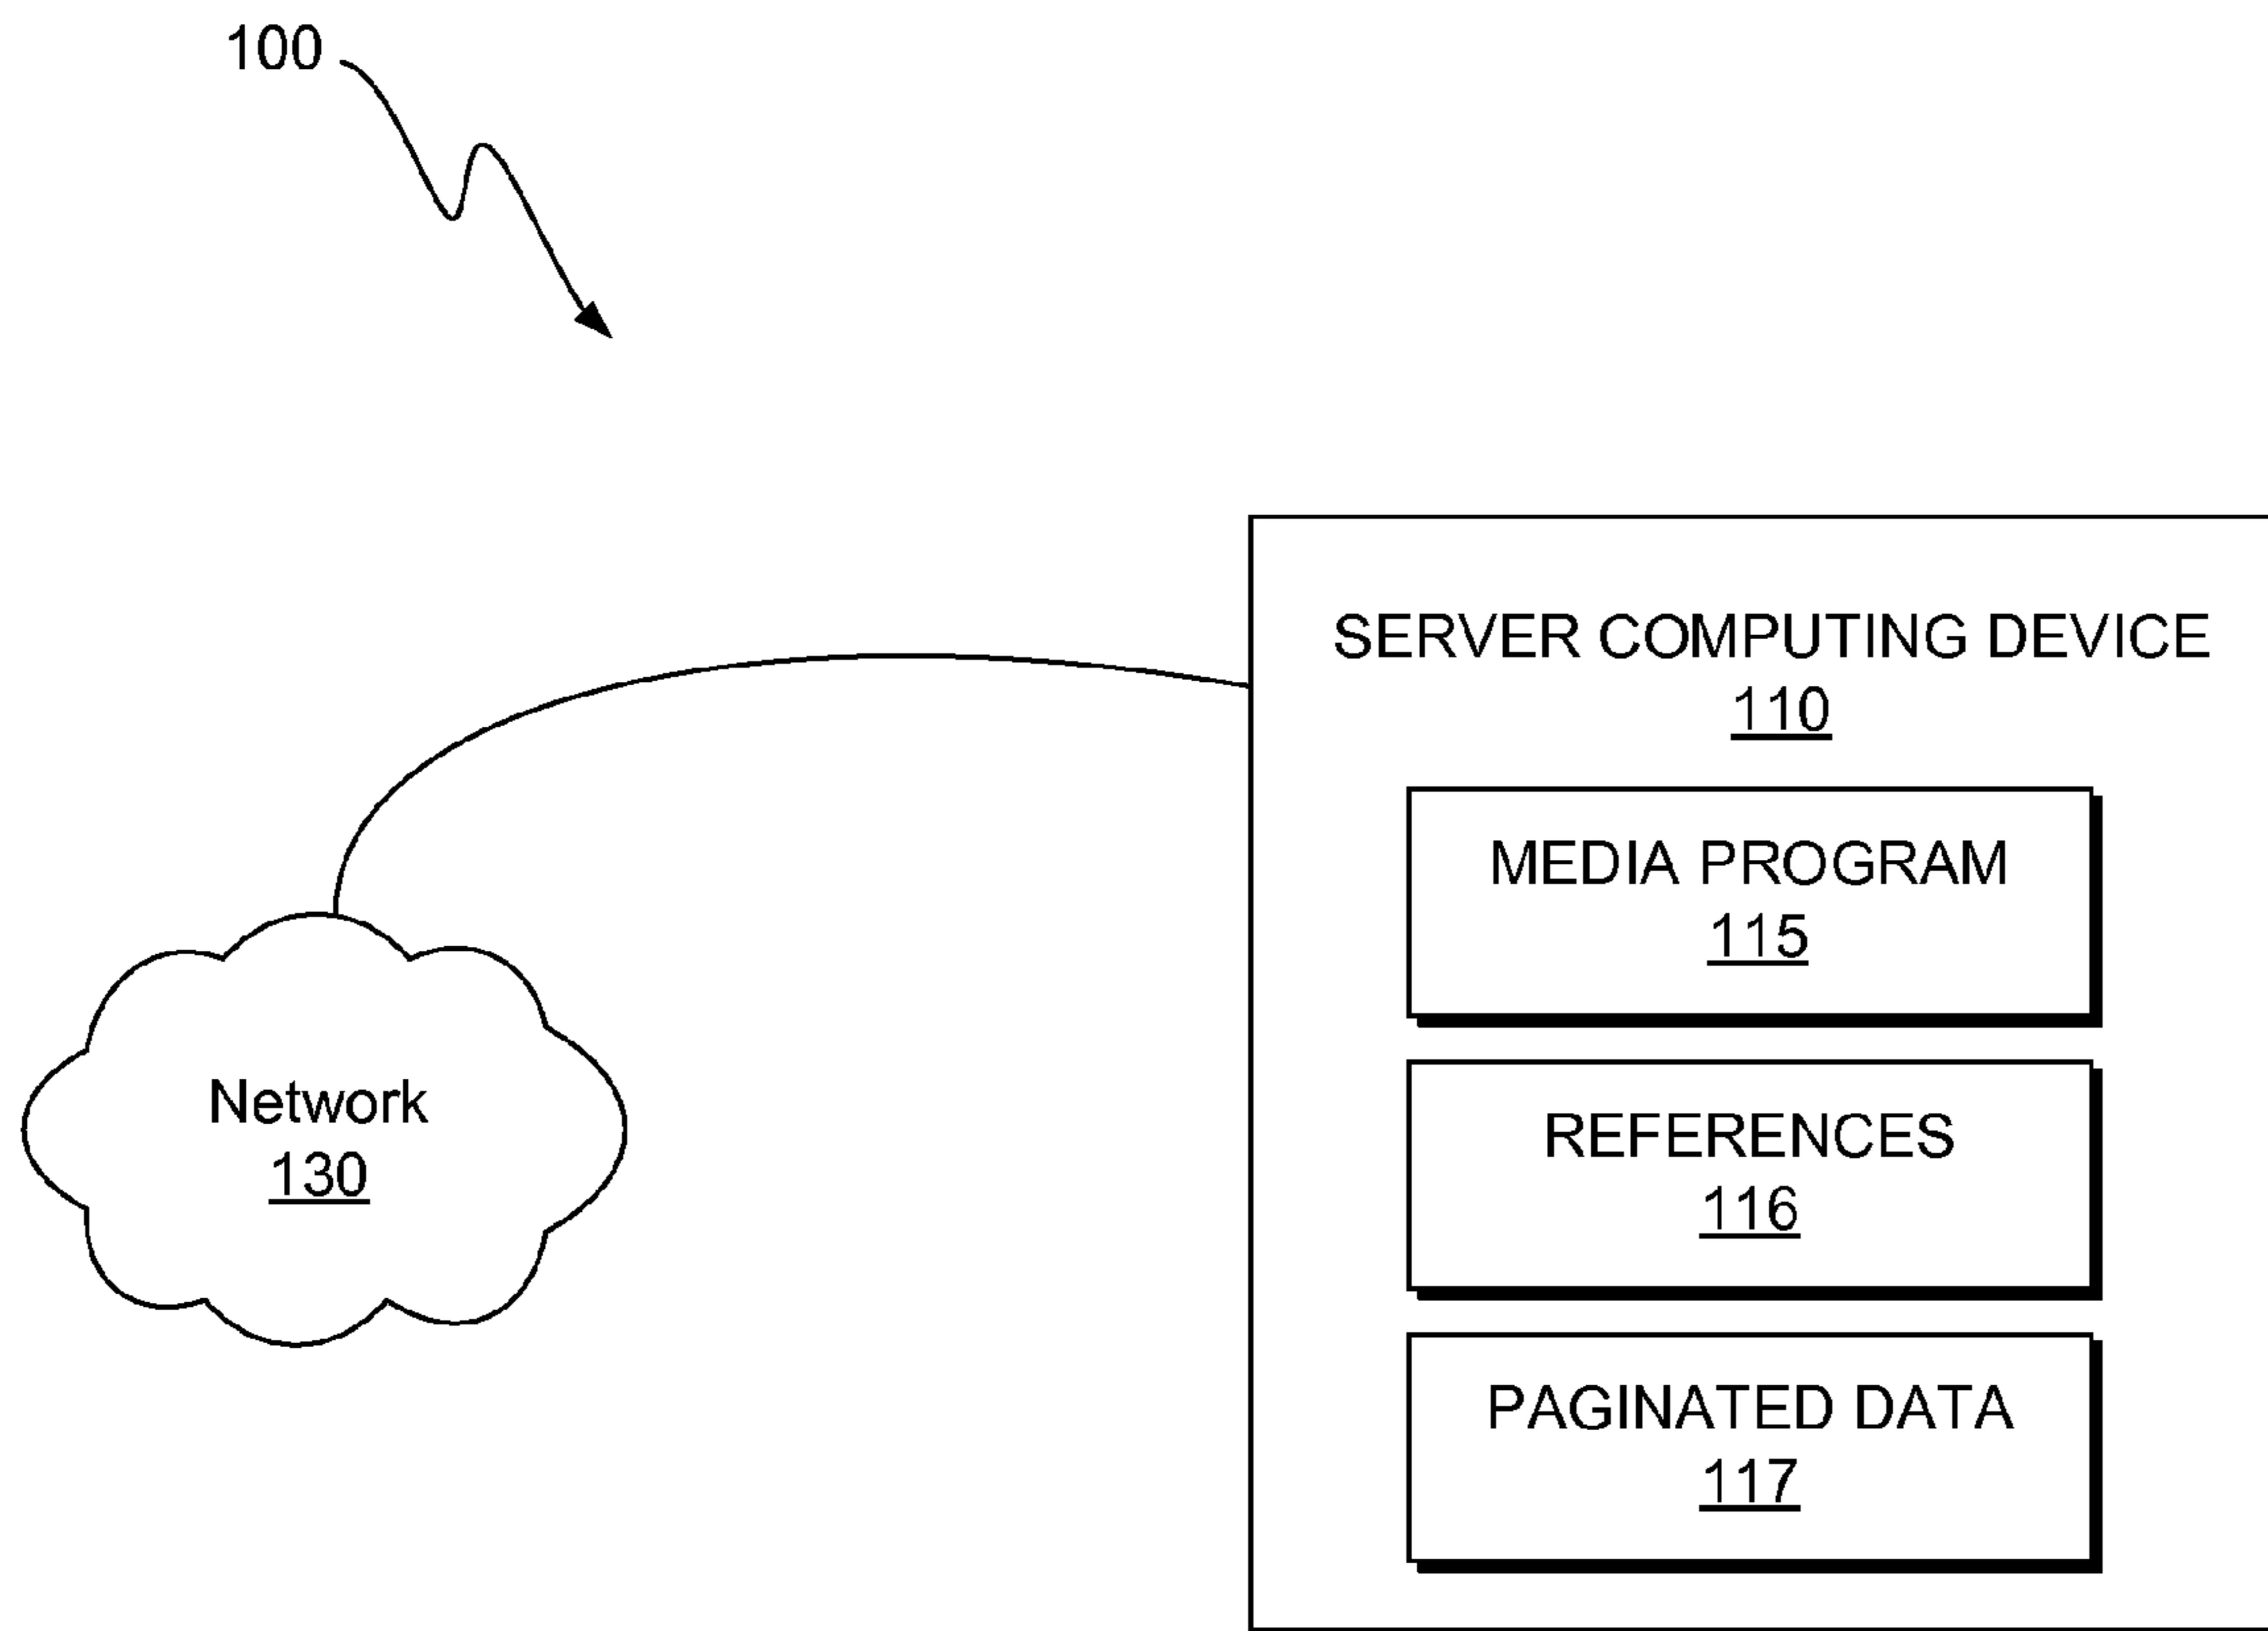 100
SERVER COMPUTING DEVICE
110
MEDIA PROGRAM
115
Network
130
REFERENCES
116
PAGINATED DATA
117